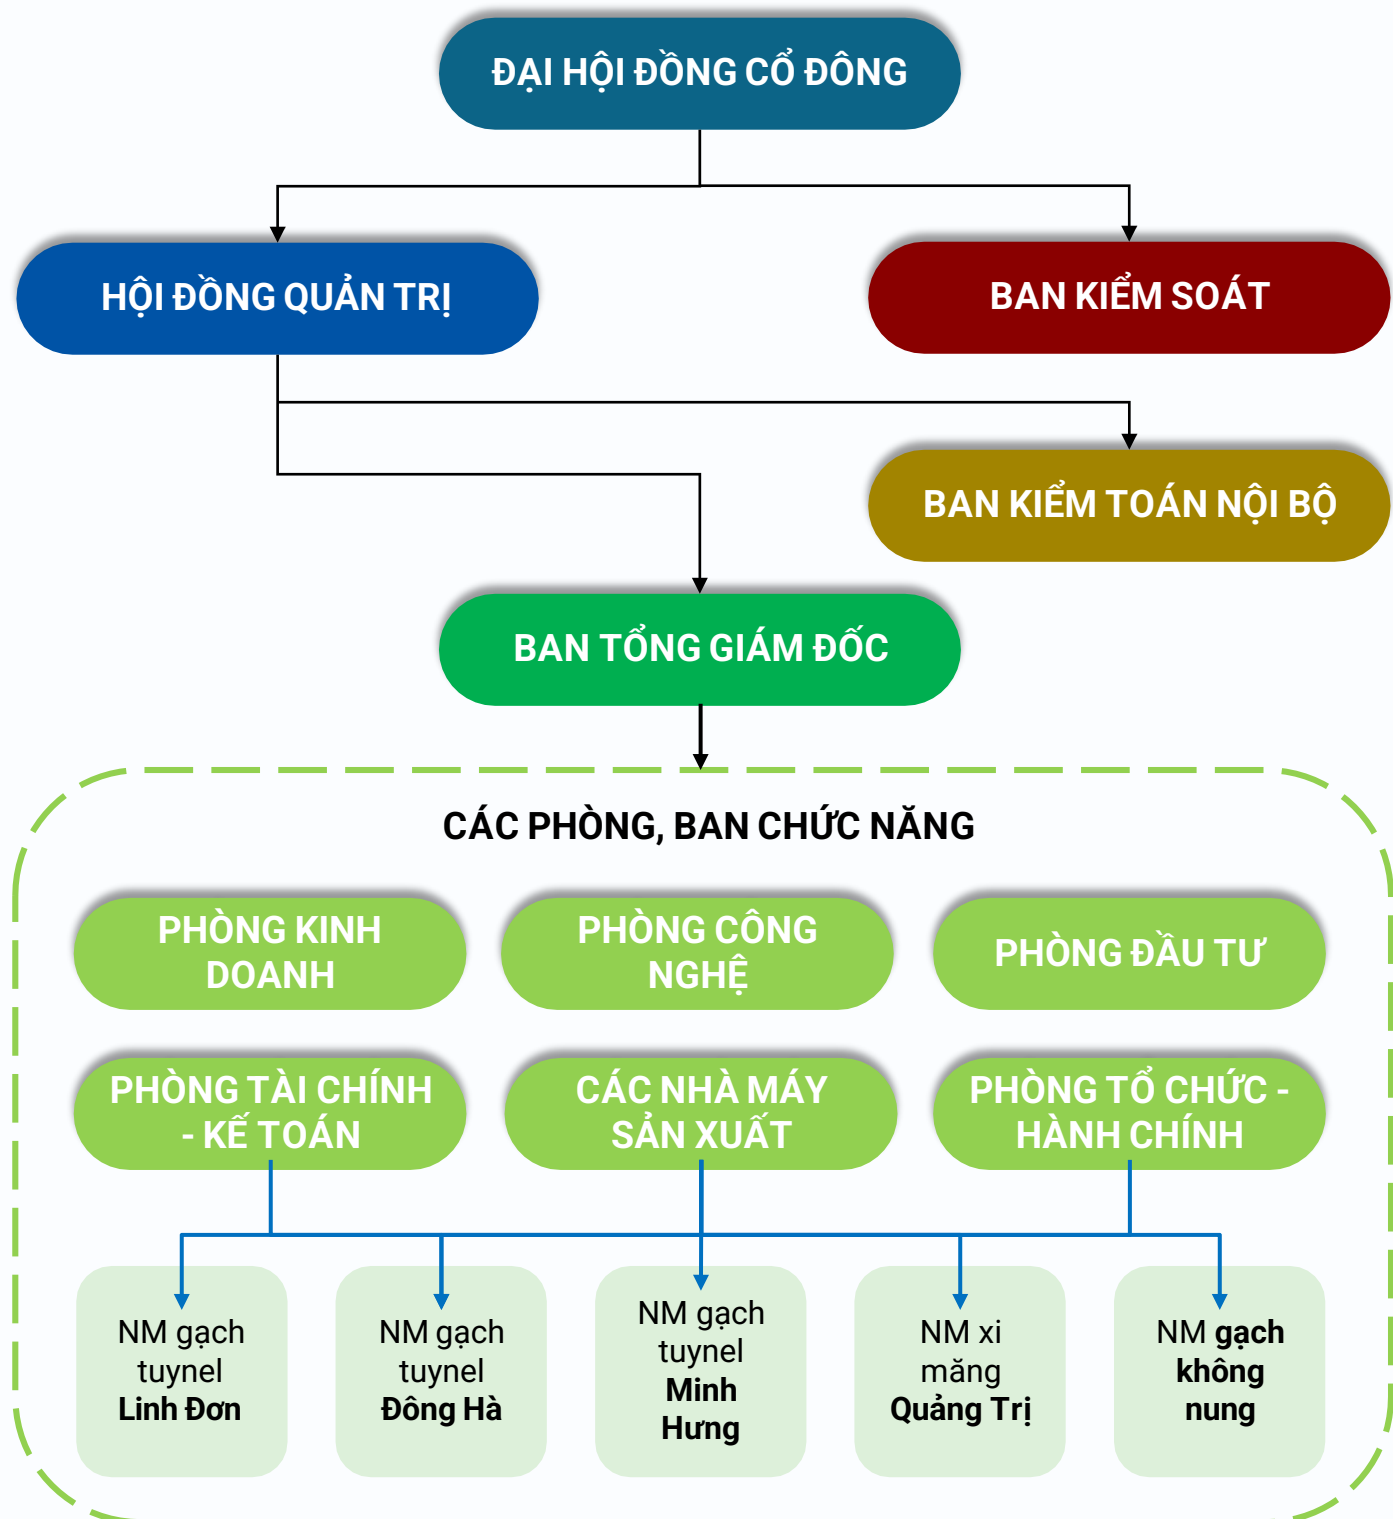 ĐẠI HỘI ĐỒNG CỔ ĐÔNG
HỘI ĐỒNG QUẢN TRỊ
BAN KIỂM SOÁT
BAN KIỂM TOÁN NỘI BỘ
BAN TỔNG GIÁM ĐỐC
CÁC PHÒNG, BAN CHỨC NĂNG
PHÒNG KINH
DOANH
PHÒNG CÔNG
NGHỆ
PHÒNG ĐẦU TƯ
PHÒNG TÀI CHÍNH
- KẾ TOÁN
CÁC NHÀ MÁY
SẢN XUẤT
PHÒNG TỔ CHỨC -
HÀNH CHÍNH
NM gạch
tuynel
Linh Đơn
NM gạch
tuynel
Đông Hà
NM gạch
tuynel
Minh
Hưng
NM xi
măng
Quảng Trị
NM gạch
không
nung